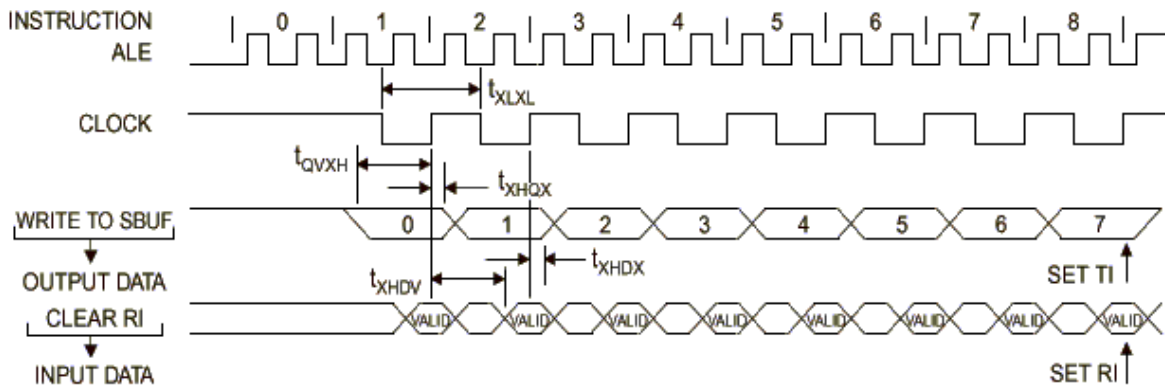 INSTRUCTION 0 1 2 3 4 5 6 7 8
ALE
tXLXL
CLOCK
tQVXH
tXHQX
WRITE TO SBUF 0 1 2 3 4 5 6 7
tXHDV tXHDX SET TI
OUTPUT DATA
CLEAR RI VALID VALID VALID VALID VALID VALID VALID VALID
INPUT DATA SET RI